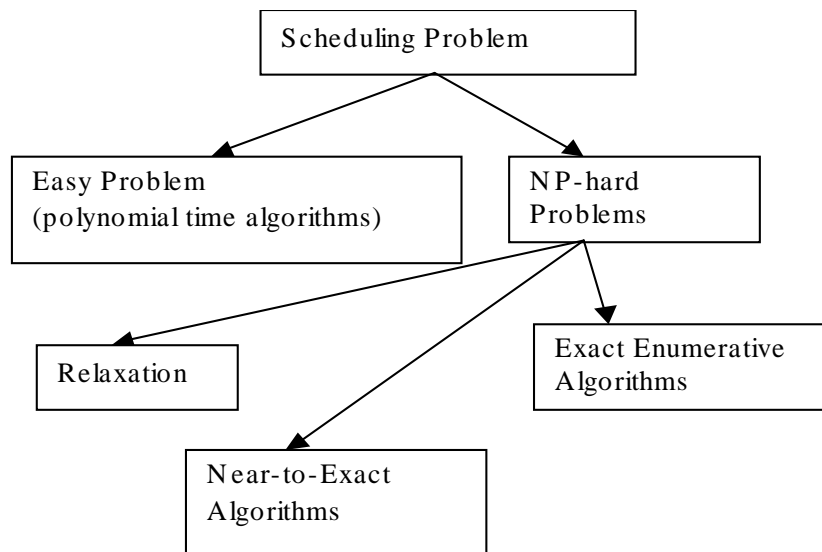 Scheduling Problem
Easy Problem
(polynomial time algorithms)
NP-hard
Problems
Relaxation
Exact Enumerative
Algorithms
Near-to-Exact
Algorithms